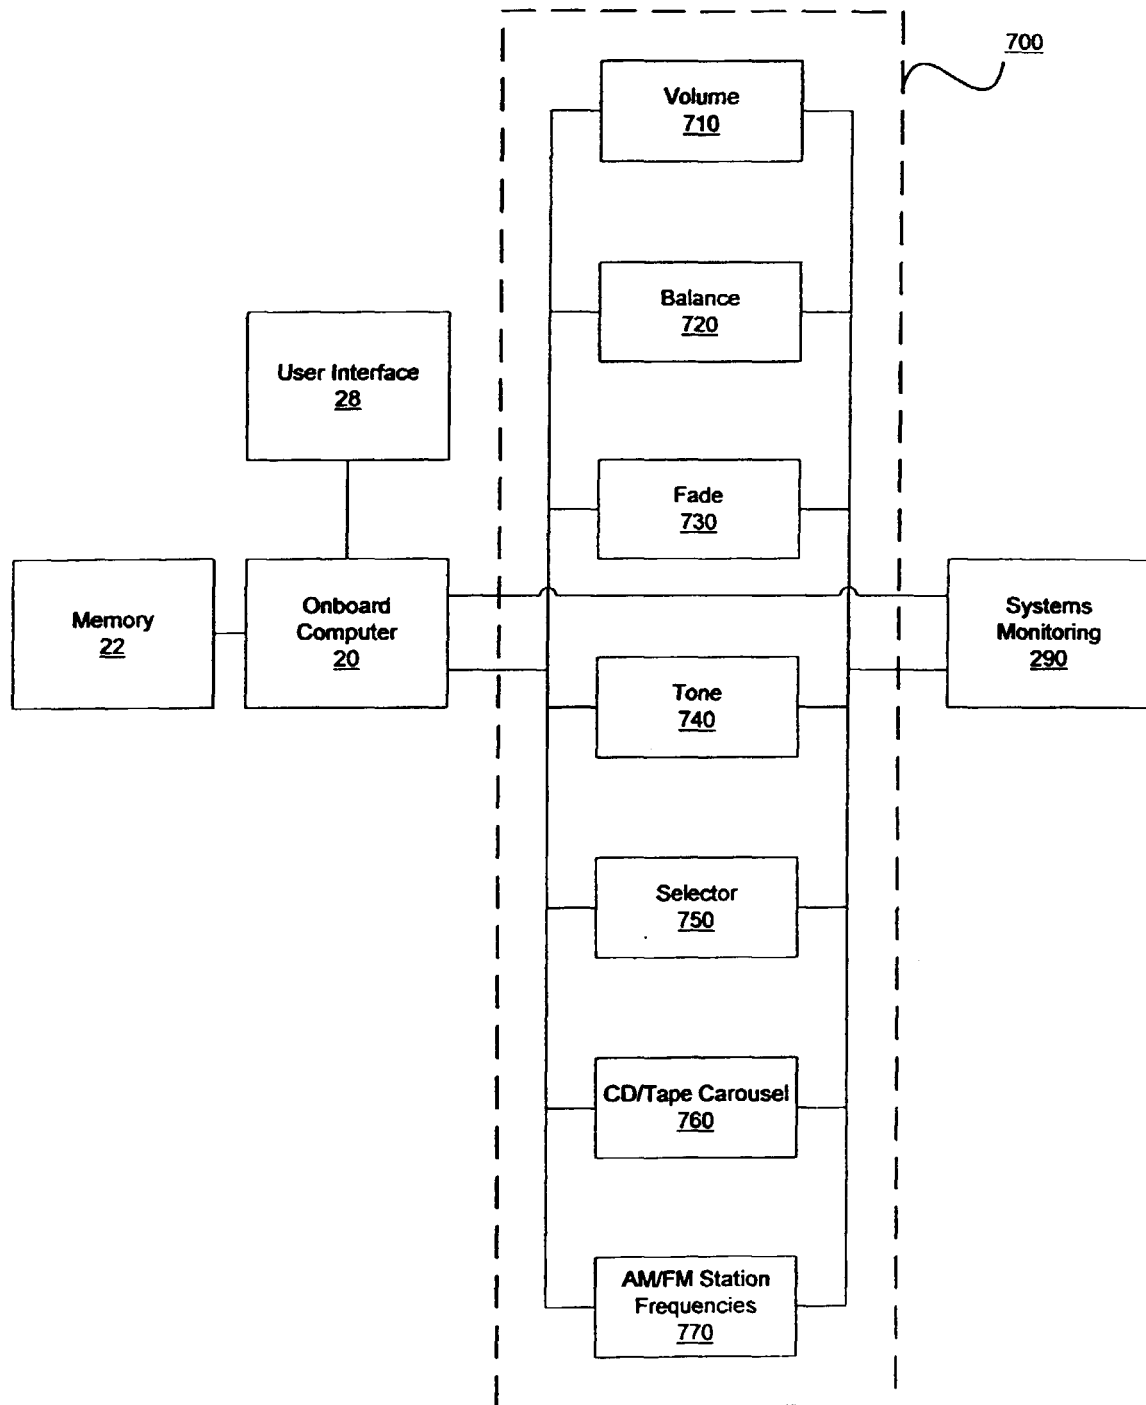 700
Volume
710
Balance
720
User Interface
28
Fade
730
Memory
22
Onboard
Computer
20
Systems
Monitoring
290
Tone
740
Selector
750
CD/Tape Carousel
760
AM/FM Station
Frequencies
770